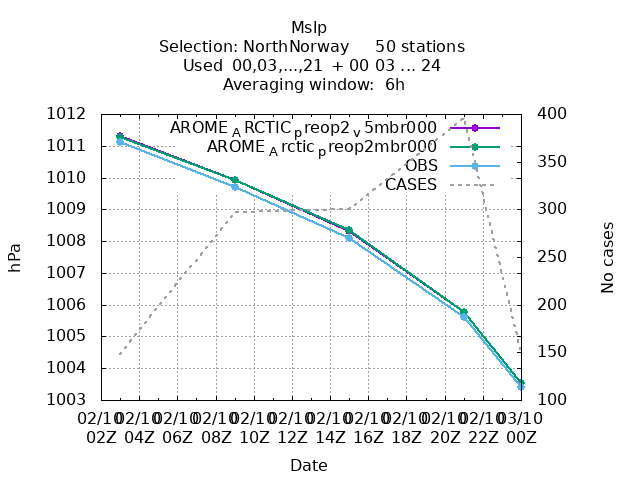 Mslp
Selection: NorthNorway 50 stations
Used 00,03,...,21 + 00 03 ... 24
Averaging window: 6h
1012
1011
1010
1009
1008
1007
1006
1005
1004
1003
hPa
AROME_ARCTIC_preop2_v5mbr000
AROME_Arctic_preop2mbr000
OBS
CASES
400
350
300
250
200
150
100
No cases
02/10 02/10 02/10 02/10 02/10 02/10 02/10 02/10 02/10 02/10 02/10 03/10
02Z 04Z 06Z 08Z 10Z 12Z 14Z 16Z 18Z 20Z 22Z 00Z
Date